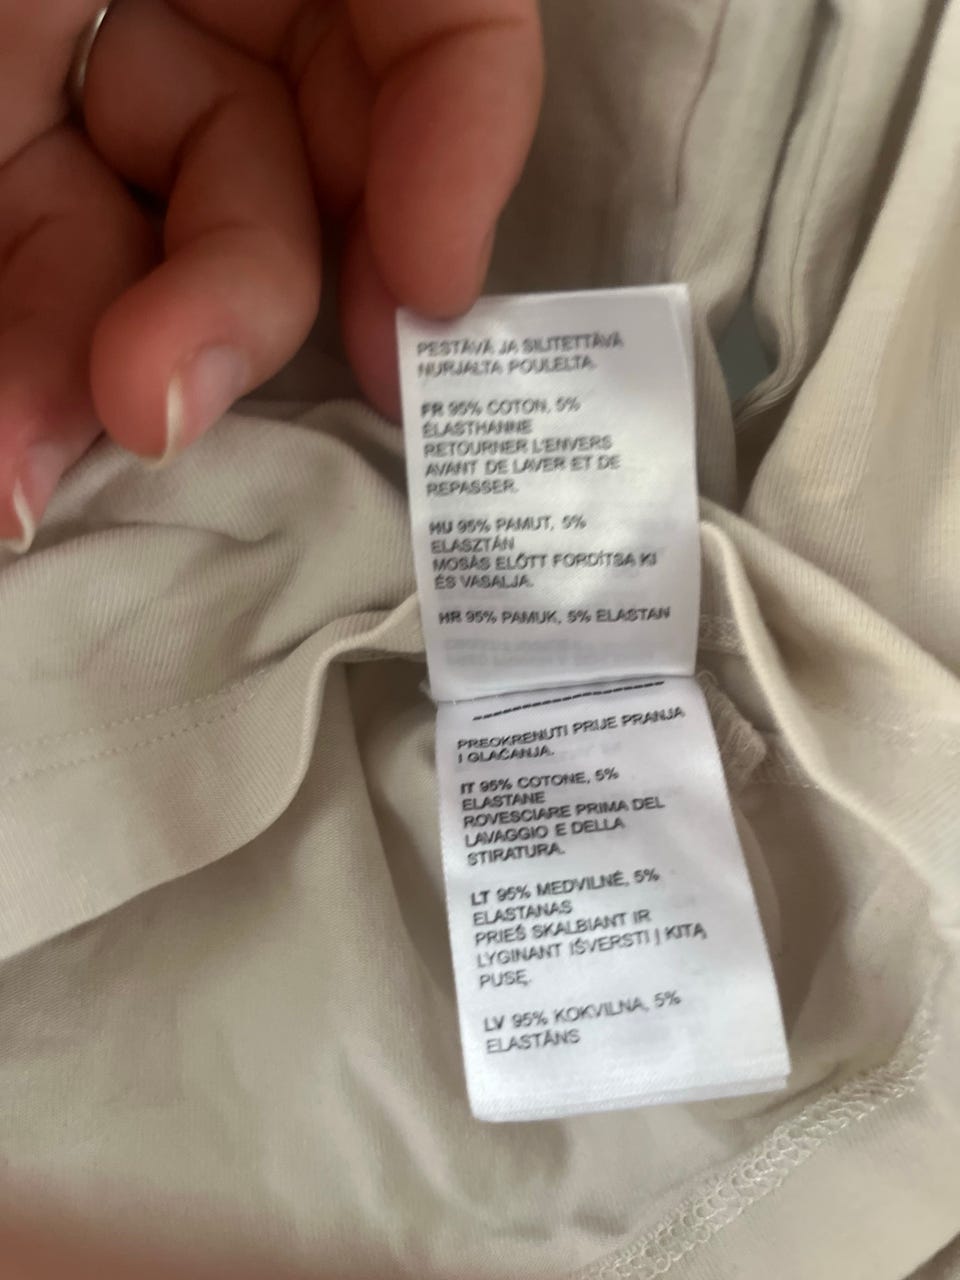 PESTÄVÄ JA SILITETTÄVÄ
NURJALTA POULELTA.
FR 95% COTON, 5%
ÉLASTHANNE
RETOURNER L'ENVERS
AVANT DE LAVER ET DE
REPASSER.
HU 95% PAMUT, 5%
ELASZTÁN
MOSÁS ELŐTT FORDÍTSA KI
ÉS VASALJA.
HR 95% PAMUK, 5% ELASTAN
PREOKRENUTI PRIJE PRANJA
I GLAČANJA.
IT 95% COTONE, 5%
ELASTANE
ROVESCIARE PRIMA DEL
LAVAGGIO E DELLA
STIRATURA.
LT 95% MEDVILNĖ, 5%
ELASTANAS
PRIEŠ SKALBIANT IR
LYGINANT IŠVERSTI Į KITĄ
PUSĘ.
LV 95% KOKVILNA, 5%
ELASTĀNS